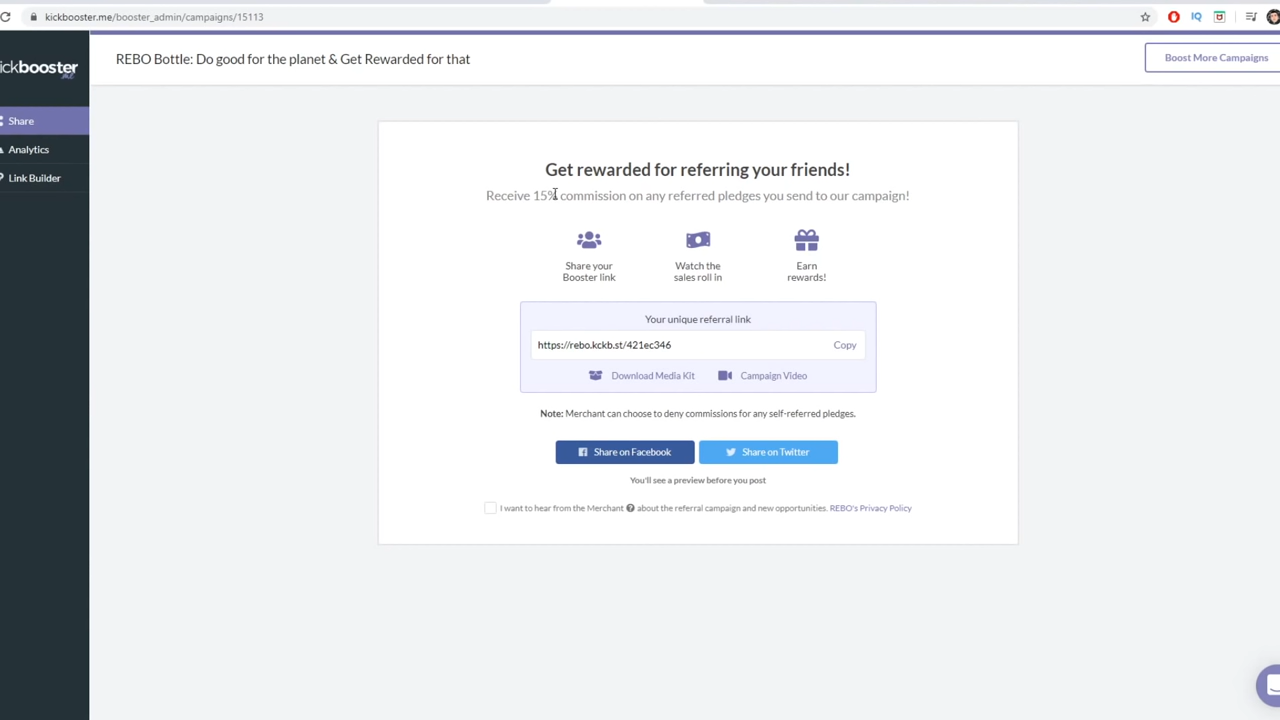 kickbooster.me/booster_admin/campaigns/15113
ickbooster
REBO Bottle: Do good for the planet & Get Rewarded for that
Boost More Campaigns
Share
Analytics
Link Builder
Get rewarded for referring your friends!
Receive 15% commission on any referred pledges you send to our campaign!
Share your
Booster link
Watch the
sales roll in
Earn
rewards!
Your unique referral link
https://rebo.kckb.st/421ec346
Copy
Download Media Kit
Campaign Video
Note: Merchant can choose to deny commissions for any self-referred pledges.
Share on Facebook
Share on Twitter
You'll see a preview before you post
I want to hear from the Merchant ? about the referral campaign and new opportunities. REBO's Privacy Policy